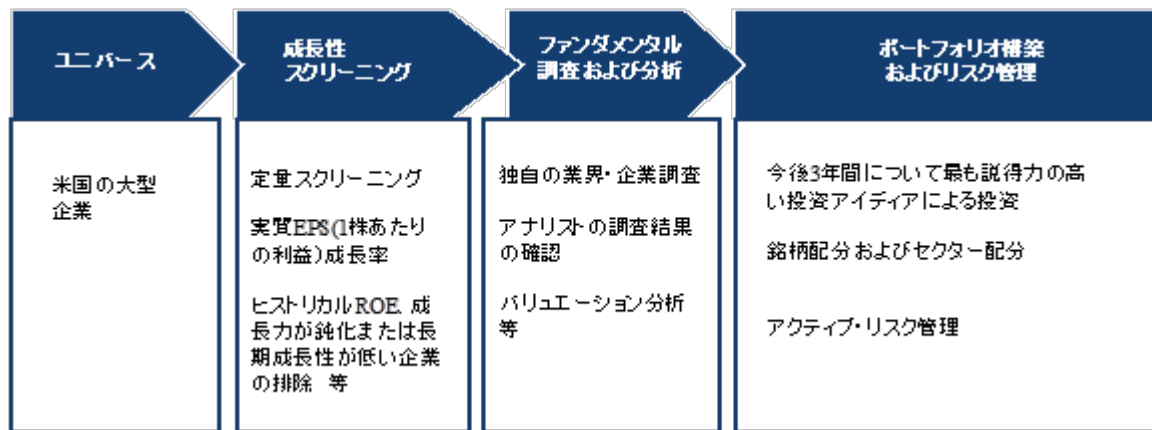 ユニバース
成長性
スクリーニング
ファンダメンタル
調査および分析
ポートフォリオ構築
およびリスク管理
米国の大型
企業
定量スクリーニング
実質EPS(1株あたり
の利益)成長率
ヒストリカルROE、成
長力が鈍化または長
期成長性が低い企業
の排除 等
独自の業界・企業調査
アナリストの調査結果
の確認
バリュエーション分析
等
今後3年間について最も説得力の高
い投資アイディアによる投資
銘柄配分およびセクター配分
アクティブ・リスク管理